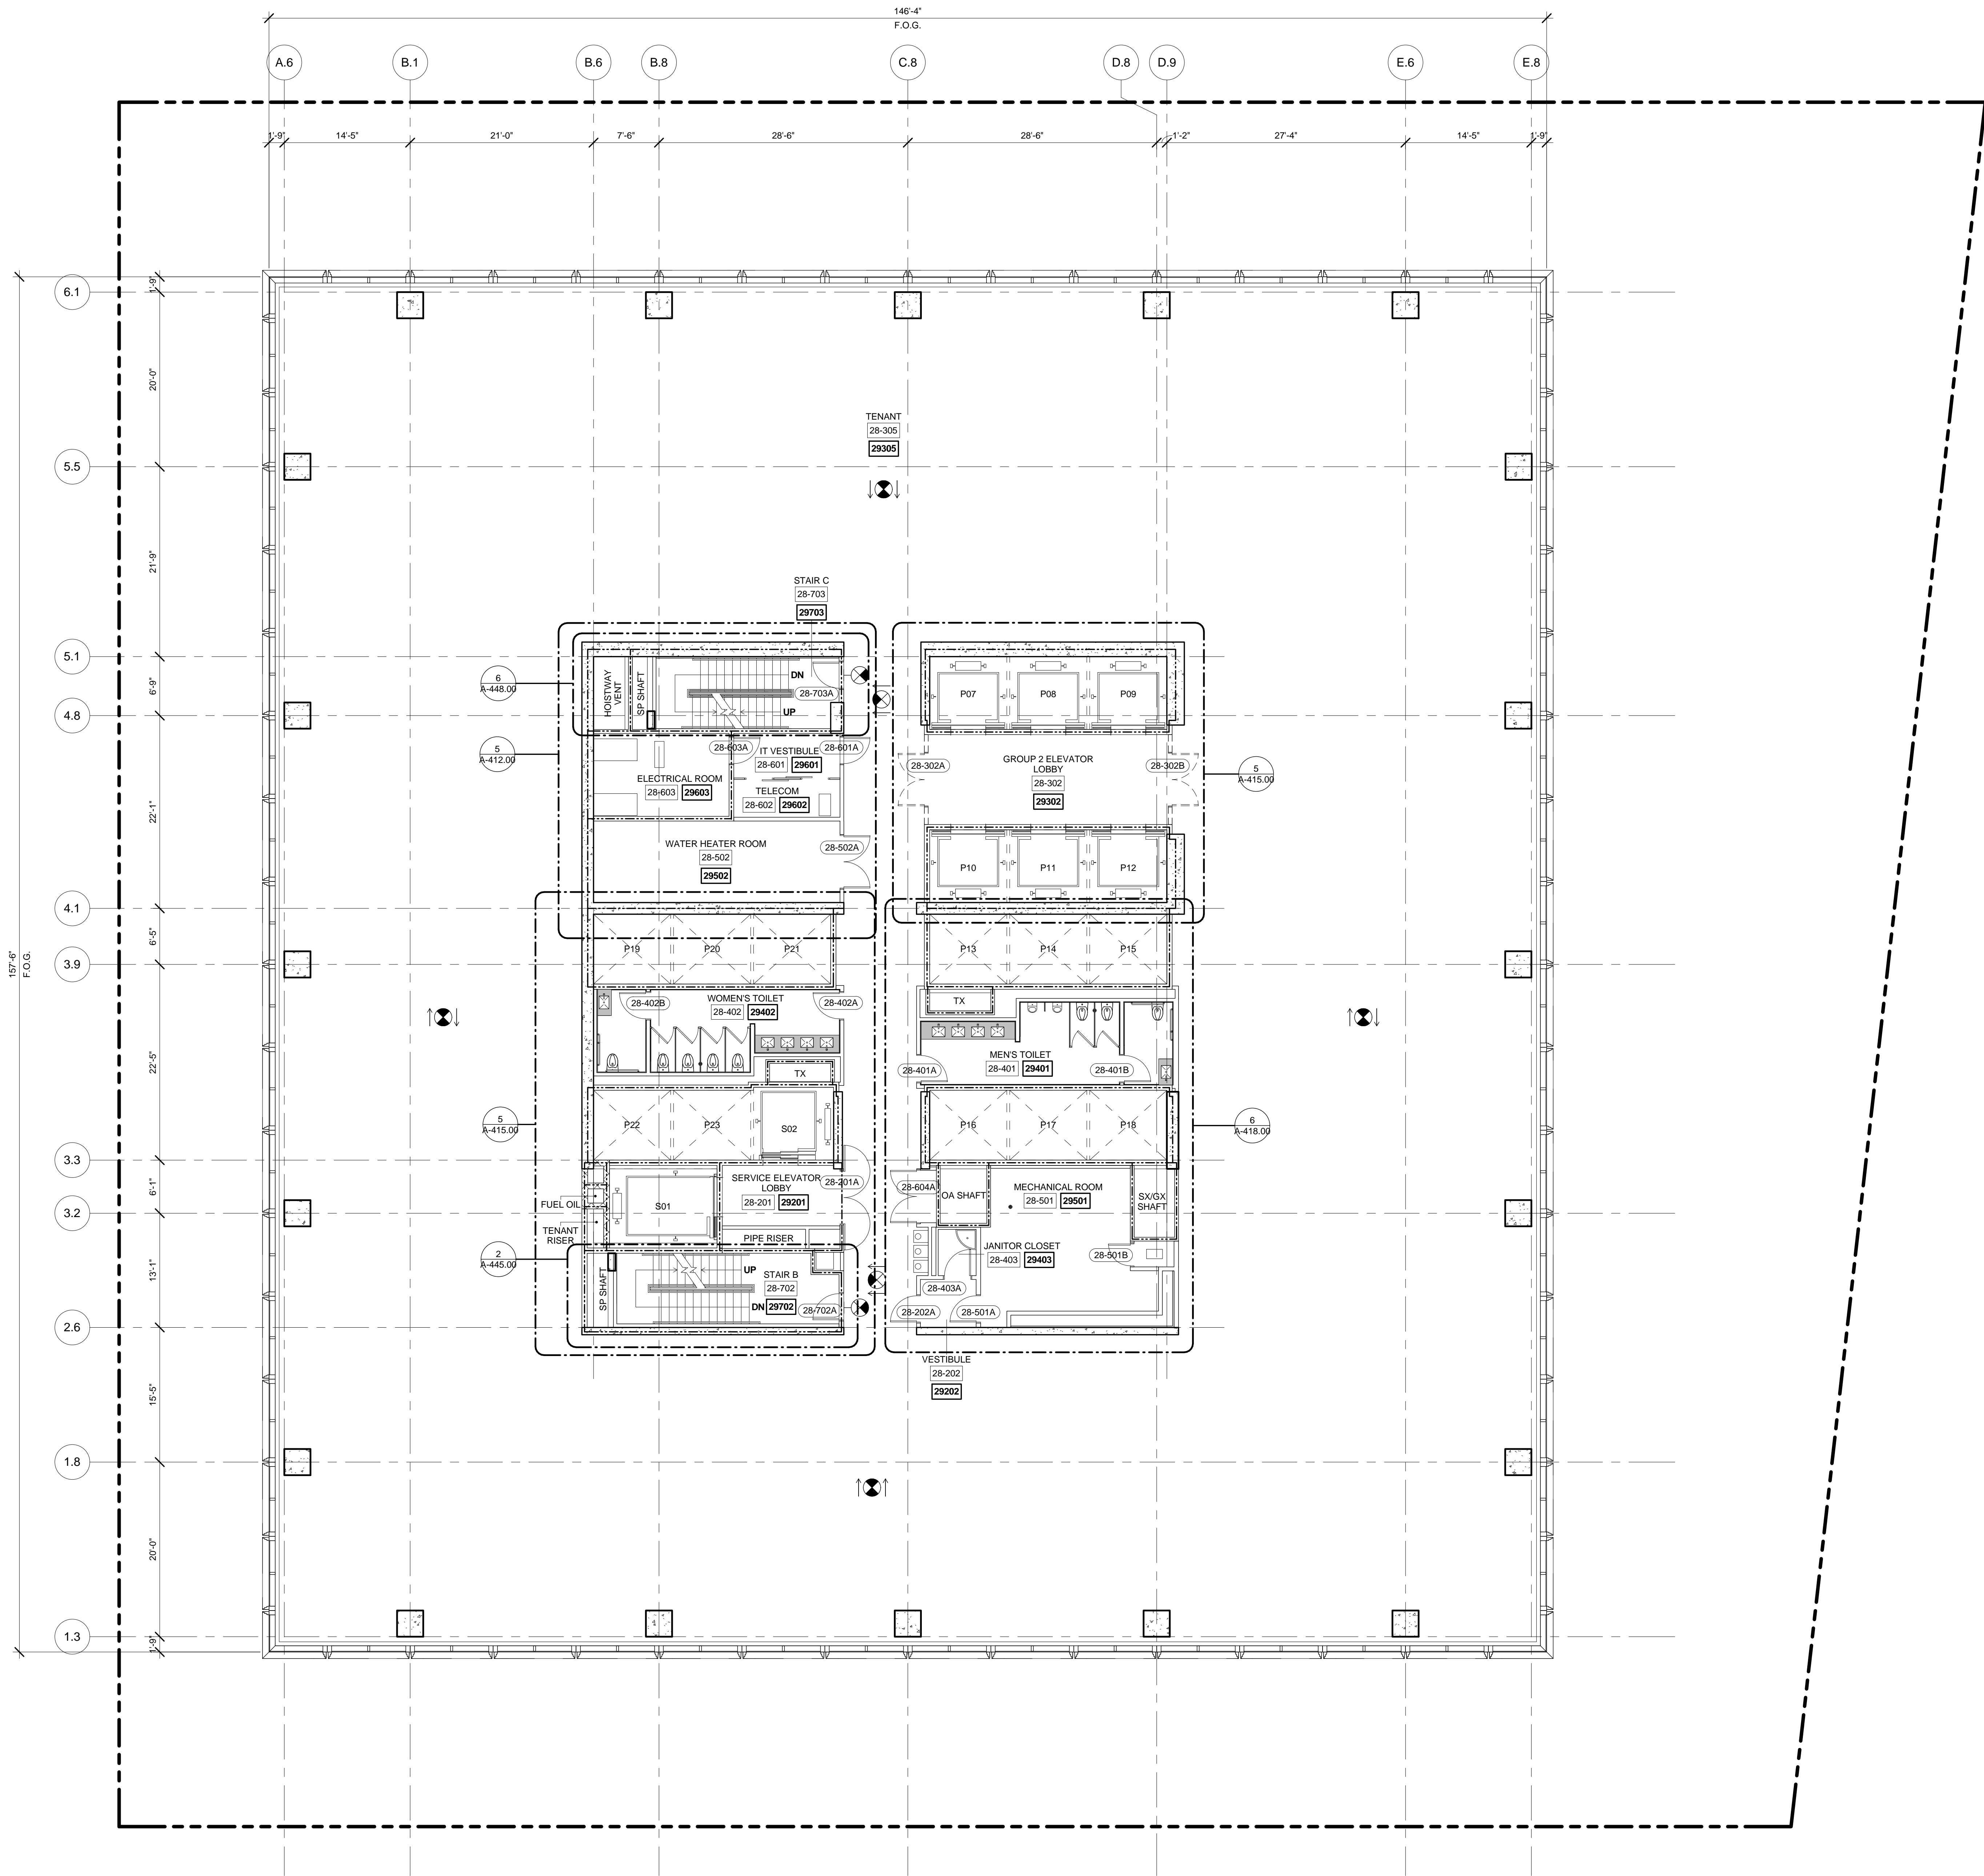 146'-4"
F.O.G.
A.6
B.1
B.6
B.8
C.8
D.8
D.9
E.6
E.8
1'-9"
14'-5"
21'-0"
7'-6"
28'-6"
28'-6"
1'-2"
27'-4"
14'-5"
1'-9"
6.1
5.5
5.1
4.8
4.1
3.9
3.3
3.2
2.6
1.8
1.3
1'-9"
20'-0"
21'-9"
6'-9"
22'-1"
6'-5"
22'-5"
6'-1"
13'-1"
15'-5"
20'-0"
1'-9"
157'-6"
F.O.G.
TENANT
28-305
29305
STAIR C
28-703
29703
6
A-448.00
HOISTWAY
VENT
SP SHAFT
DN
28-703A
UP
5
A-412.00
28-603A
IT VESTIBULE
28-601 29601
28-601A
ELECTRICAL ROOM
28-603 29603
TELECOM
28-602 29602
WATER HEATER ROOM
28-502
29502
28-502A
P07
P08
P09
28-302A
GROUP 2 ELEVATOR
LOBBY
28-302
29302
28-302B
5
A-415.00
P10
P11
P12
P19
P20
P21
P13
P14
P15
28-402B
WOMEN'S TOILET
28-402 29402
28-402A
TX
TX
MEN'S TOILET
28-401 29401
28-401A
28-401B
5
A-415.00
P22
P23
S02
P16
P17
P18
6
A-418.00
FUEL OIL
TENANT
RISER
S01
SERVICE ELEVATOR
LOBBY
28-201 29201
28-201A
PIPE RISER
28-604A
OA SHAFT
MECHANICAL ROOM
28-501 29501
SX/GX
SHAFT
JANITOR CLOSET
28-403 29403
28-501B
2
A-445.00
SP SHAFT
UP
STAIR B
28-702
DN 29702
28-702A
28-403A
28-202A
28-501A
VESTIBULE
28-202
29202